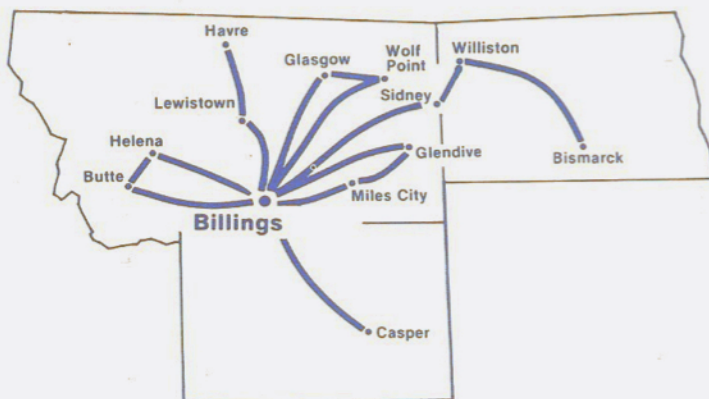 Havre
Glasgow
Wolf
Point
Williston
Sidney
Lewistown
Helena
Glendive
Bismarck
Butte
Miles City
Billings
Casper